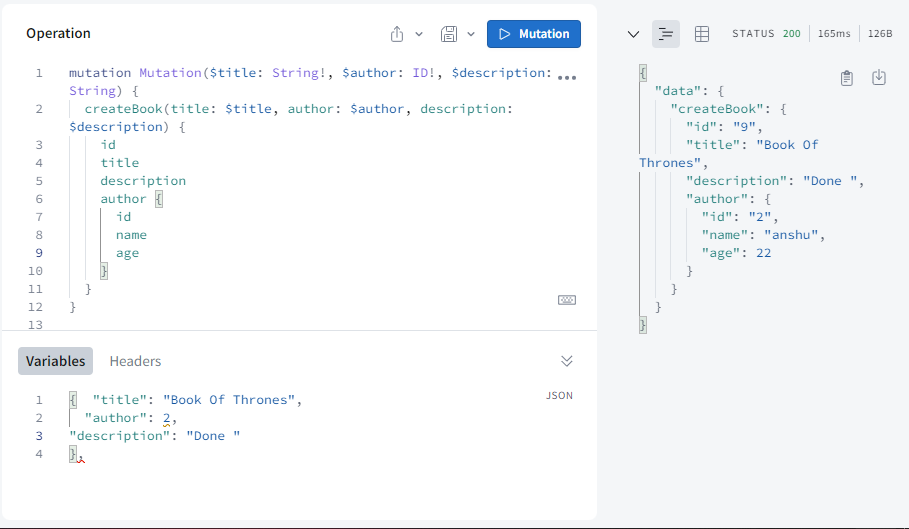 Operation
Mutation
1 mutation Mutation($title: String!, $author: ID!, $description:
String) {
2 createBook(title: $title, author: $author, description:
$description) {
3 id
4 title
5 description
6 author {
7 id
8 name
9 age
10 }
11 }
12 }
13
Variables Headers
JSON
1 {  "title": "Book Of Thrones",
2 "author": 2,
3 "description": "Done "
4 },
STATUS 200 165ms 126B
{
"data": {
"createBook": {
"id": "9",
"title": "Book Of
Thrones",
"description": "Done ",
"author": {
"id": "2",
"name": "anshu",
"age": 22
}
}
}
}